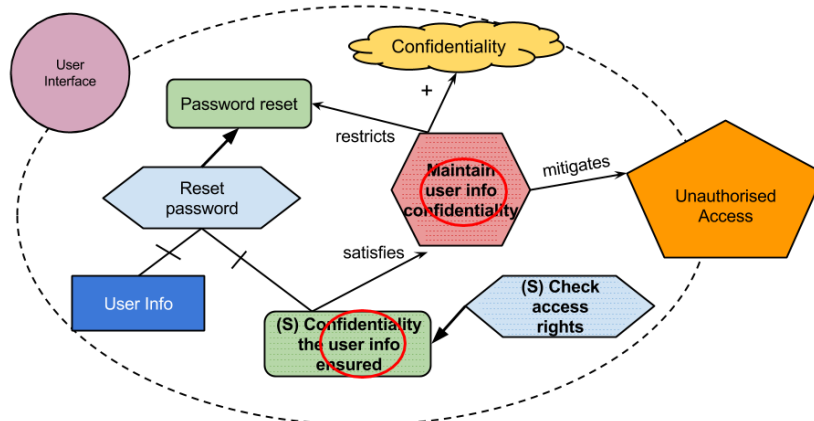 User
Interface
Confidentiality
Password reset
+
restricts
Maintain
user info
confidentiality
mitigates
Unauthorised
Access
Reset
password
satisfies
User Info
(S) Confidentiality
the user info
ensured
(S) Check
access
rights